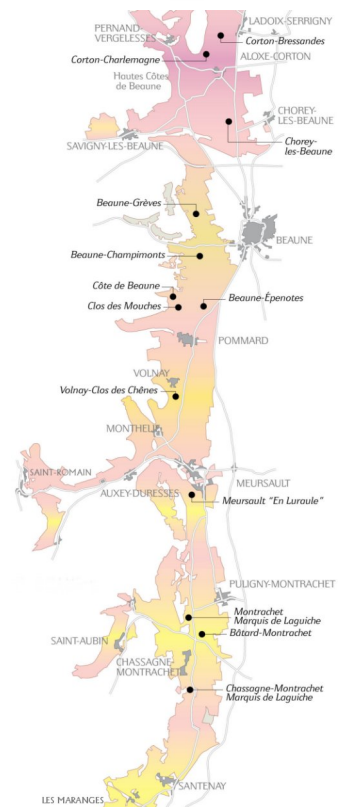 LADOIX-SERRIGNY
PERNAND-
VERGELESSES
Corton-Bressandes
Corton-Charlemagne
ALOXE-CORTON
Hautes Côtes
de Beaune
CHOREY-
LES-BEAUNE
SAVIGNY-LES-BEAUNE
Chorey-
les-Beaune
Beaune-Grèves
BEAUNE
Beaune-Champimonts
Côte de Beaune
Clos des Mouches
Beaune-Épenotes
POMMARD
VOLNAY
Volnay-Clos des Chênes
MONTHELIE
SAINT-ROMAIN
MEURSAULT
AUXEY-DURESSES
Meursault "En Luraule"
PULIGNY-MONTRACHET
Montrachet
Marquis de Laguiche
Bâtard-Montrachet
SAINT-AUBIN
CHASSAGNE-
MONTRACHET
Chassagne-Montrachet
Marquis de Laguiche
SANTENAY
LES MARANGES